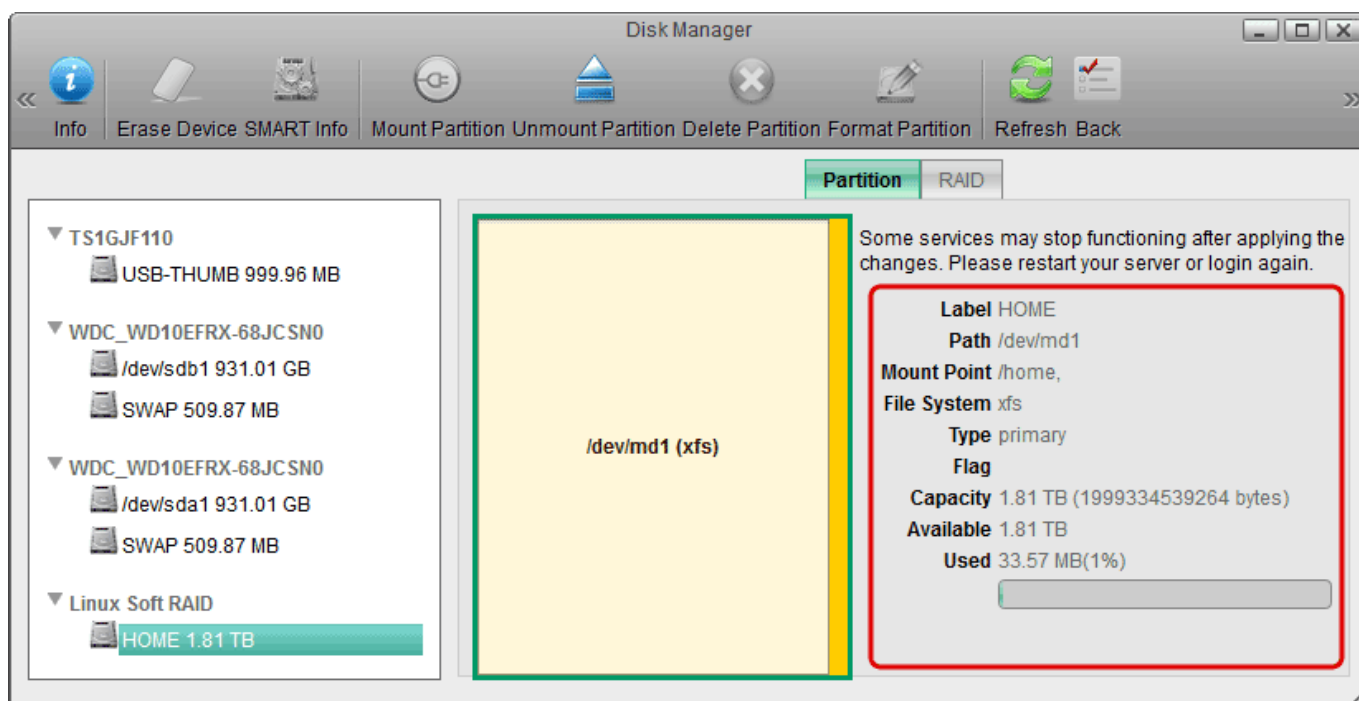 Disk Manager
Info
Erase Device
SMART Info
Mount Partition
Unmount Partition
Delete Partition
Format Partition
Refresh
Back
Partition
RAID
TS1GJF110
USB-THUMB 999.96 MB
WDC_WD10EFRX-68JCSN0
/dev/sdb1 931.01 GB
SWAP 509.87 MB
WDC_WD10EFRX-68JCSN0
/dev/sda1 931.01 GB
SWAP 509.87 MB
Linux Soft RAID
HOME 1.81 TB
/dev/md1 (xfs)
Some services may stop functioning after applying the
changes. Please restart your server or login again.
Label HOME
Path /dev/md1
Mount Point /home,
File System xfs
Type primary
Flag
Capacity 1.81 TB (1999334539264 bytes)
Available 1.81 TB
Used 33.57 MB(1%)